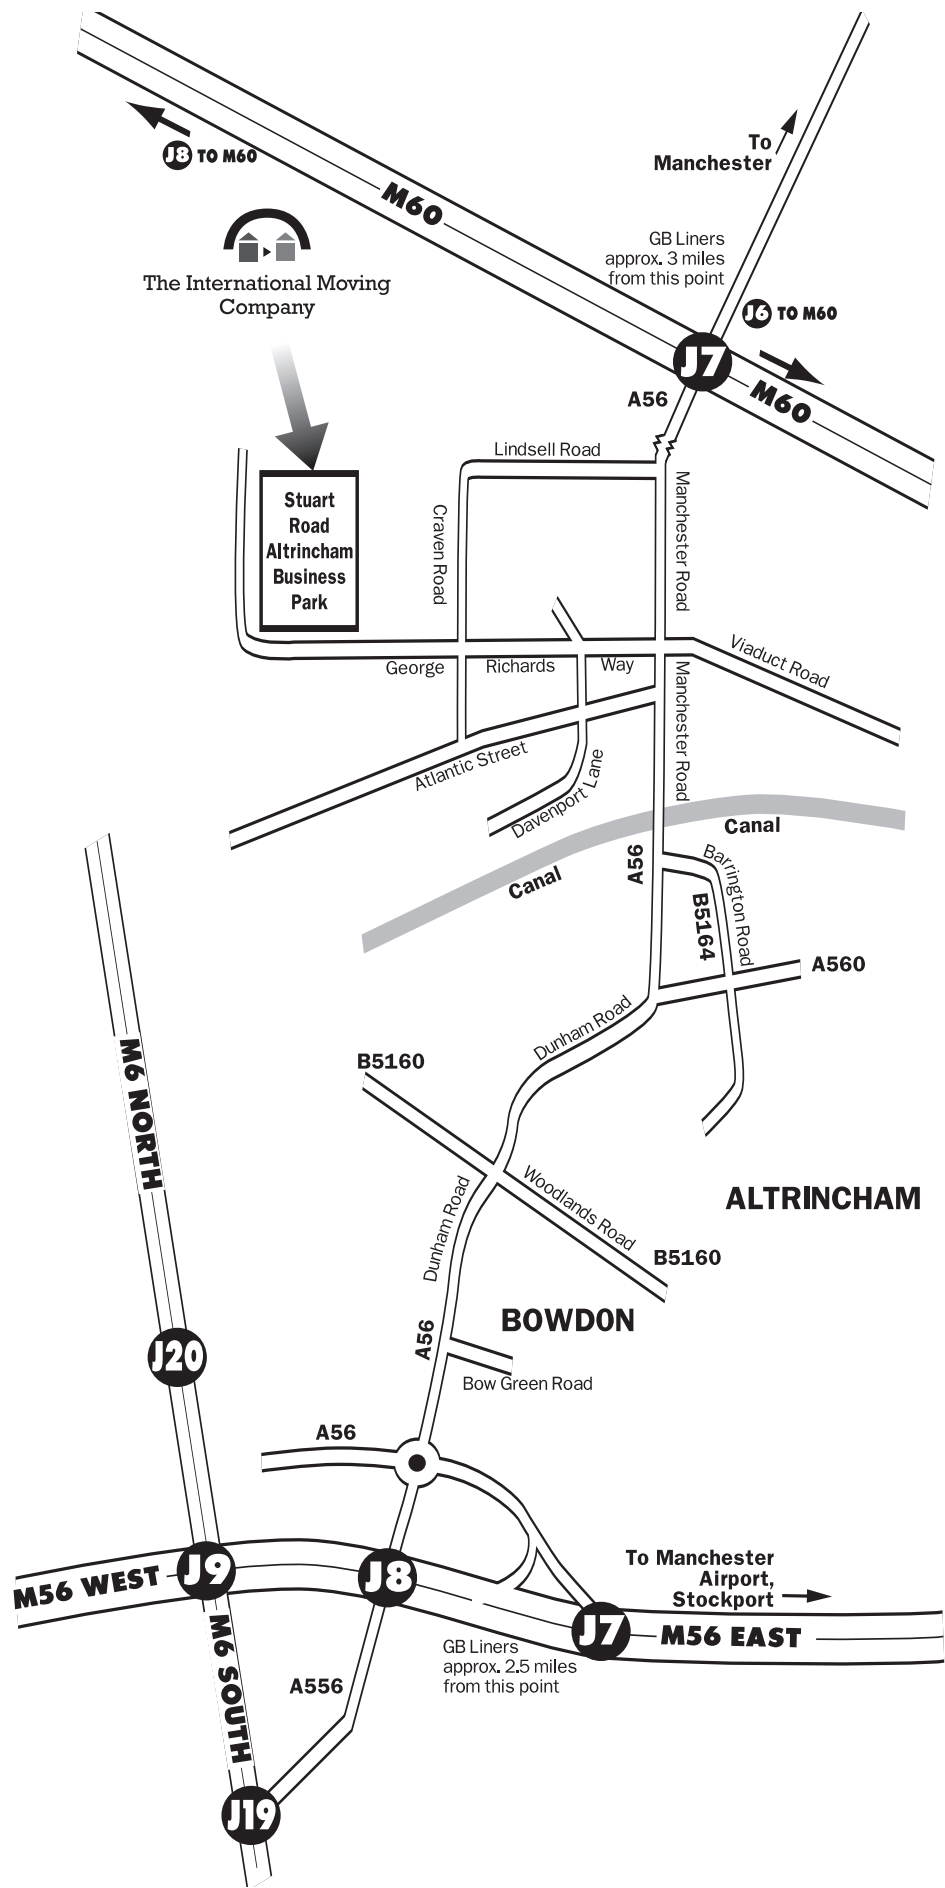 To
Manchester
J8 TO M60
M60
The International Moving
Company
GB Liners
approx. 3 miles
from this point
J6 TO M60
J7
M60
A56
Lindsell Road
Stuart
Road
Altrincham
Business
Park
Craven Road
Manchester Road
George Richards Way
Viaduct Road
Manchester Road
Atlantic Street
Davenport Lane
Canal
Canal
A56
Barrington Road
B5164
A560
Dunham Road
B5160
M6 NORTH
Woodlands Road
ALTRINCHAM
Dunham Road
B5160
BOWDON
A56
J20
Bow Green Road
A56
J9
J8
M56 WEST
To Manchester
Airport,
Stockport
J7
M56 EAST
M6 SOUTH
GB Liners
approx. 2.5 miles
from this point
A556
J19